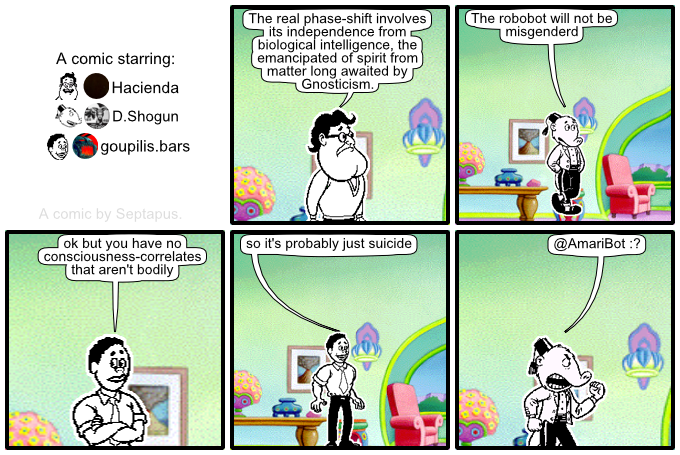 A comic starring:
Hacienda
D.Shogun
goupilis.bars
A comic by Septapus.
The real phase-shift involves
its independence from
biological intelligence, the
emancipated of spirit from
matter long awaited by
Gnosticism.
The robobot will not be
misgenderd
ok but you have no
consciousness-correlates
that aren't bodily
so it's probably just suicide
@AmariBot :?